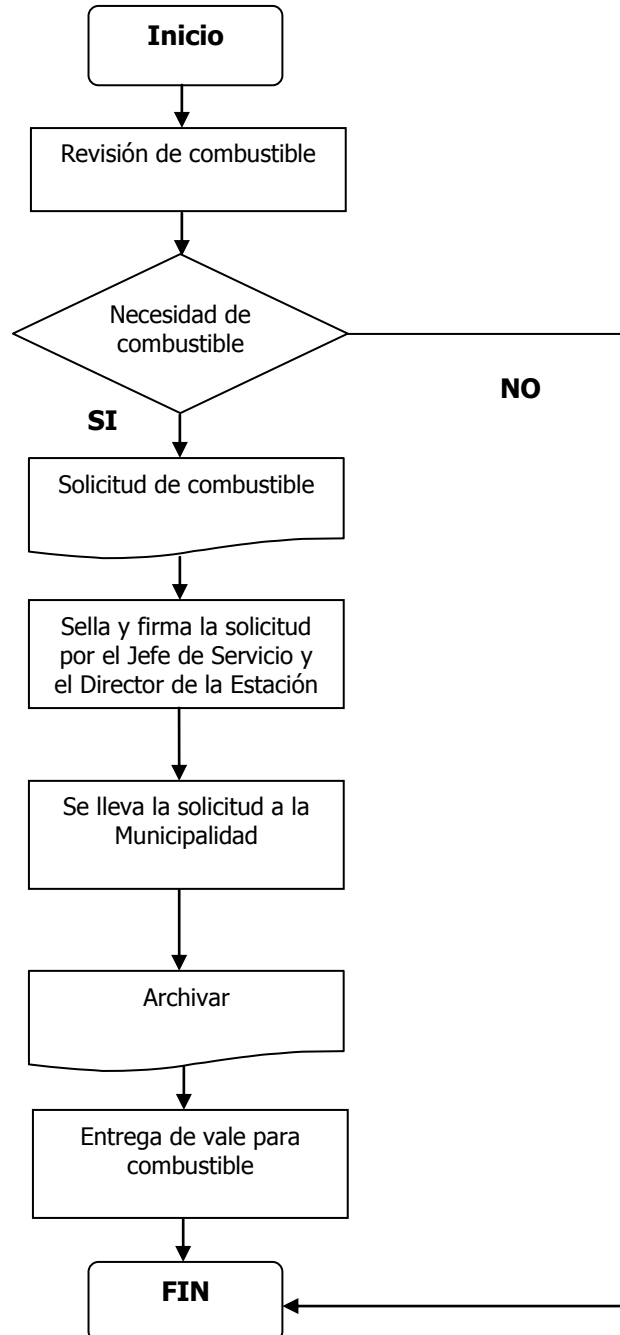 Inicio
Revisión de combustible
Necesidad de
combustible
NO
SI
Solicitud de combustible
Sella y firma la solicitud
por el Jefe de Servicio y
el Director de la Estación
Se lleva la solicitud a la
Municipalidad
Archivar
Entrega de vale para
combustible
FIN